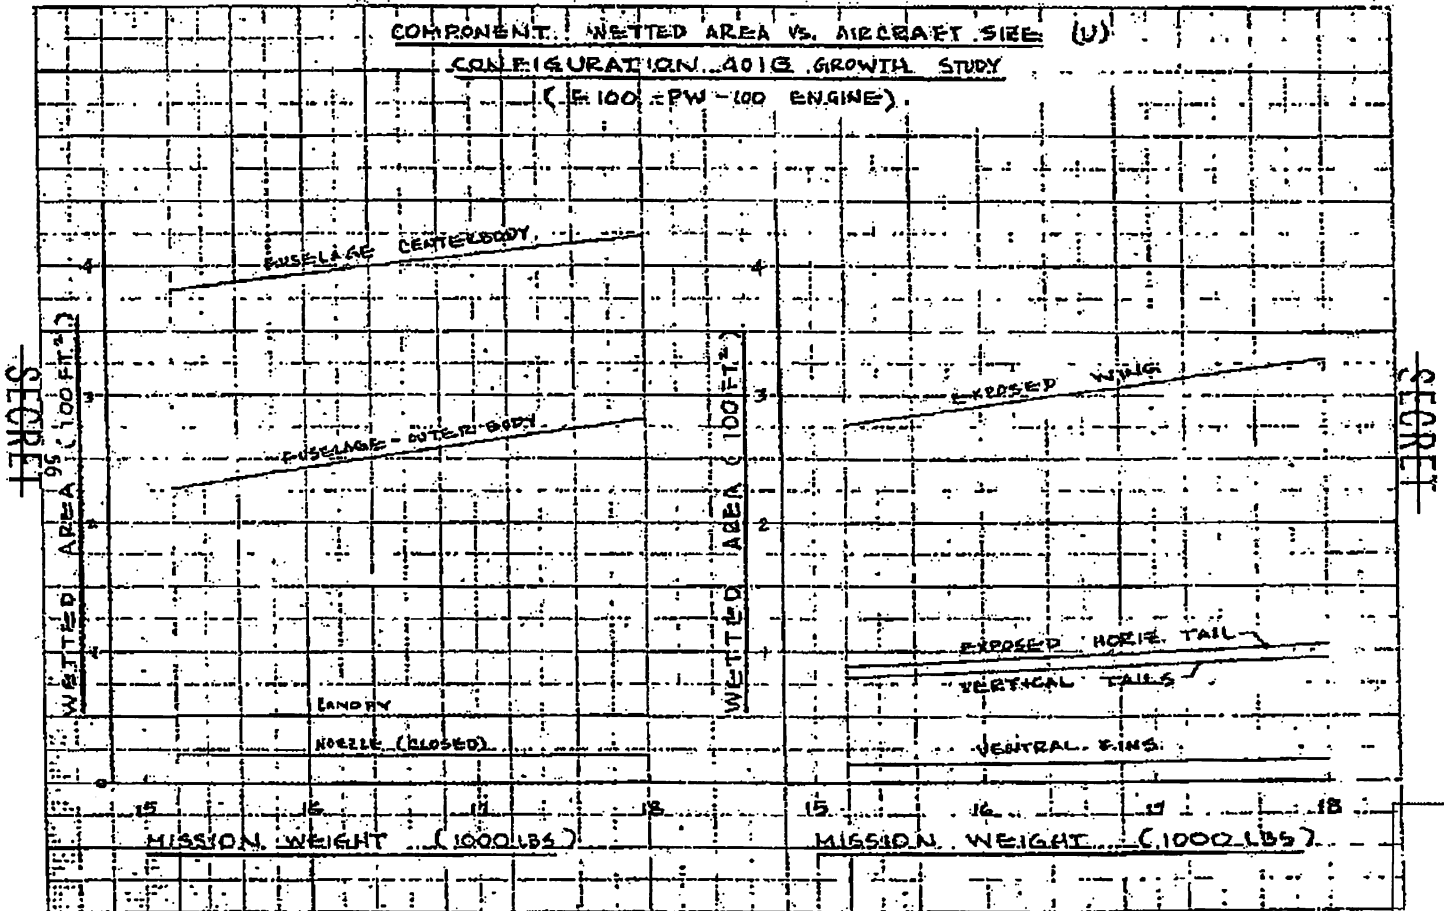 COMPONENT WETTED AREA VS. AIRCRAFT SIZE (U)
CONFIGURATION 401G GROWTH STUDY
(F100-PW-100 ENGINE)
SECRET
56
WETTED AREA (100 FT²)
4
3
2
1
0
FUSELAGE CENTERBODY
FUSELAGE - OUTER BODY
CANOPY
NOZZLE (CLOSED)
15 16 17 18
MISSION WEIGHT (1000 LBS)
WETTED AREA (100 FT²)
4
3
2
1
EXPOSED WING
EXPOSED HORIZ. TAIL
VERTICAL TAILS
VENTRAL FINS
15 16 17 18
MISSION WEIGHT (1000 LBS)
SECRET